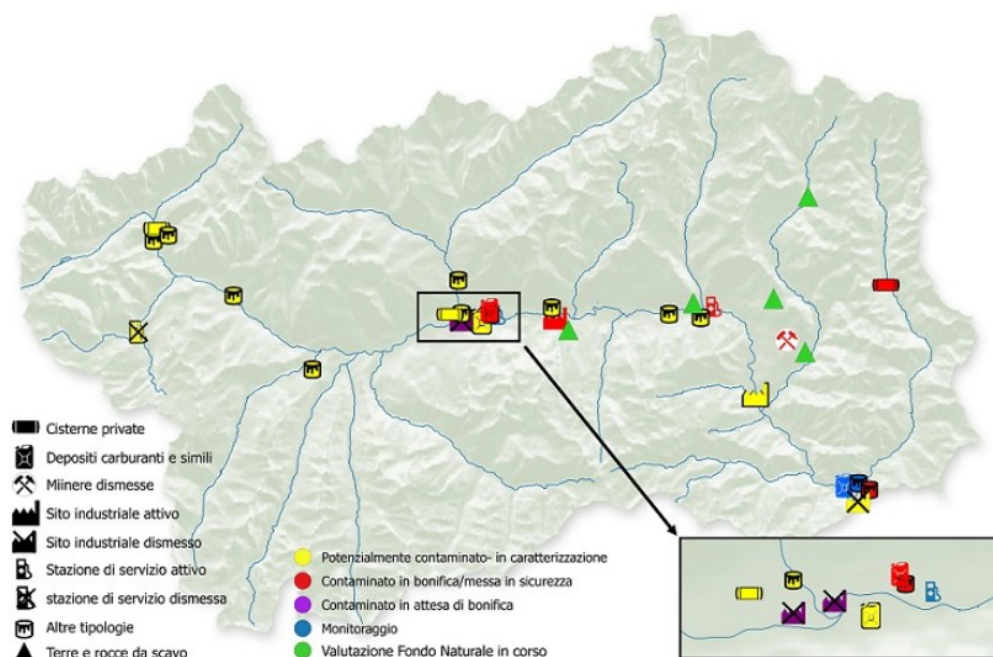 Cisterne private
Depositi carburanti e simili
Miinere dismesse
Sito industriale attivo
Sito industriale dismesso
Stazione di servizio attivo
stazione di servizio dismessa
Altre tipologie
Terre e rocce da scavo
Potenzialmente contaminato- in caratterizzazione
Contaminato in bonifica/messa in sicurezza
Contaminato in attesa di bonifica
Monitoraggio
Valutazione Fondo Naturale in corso